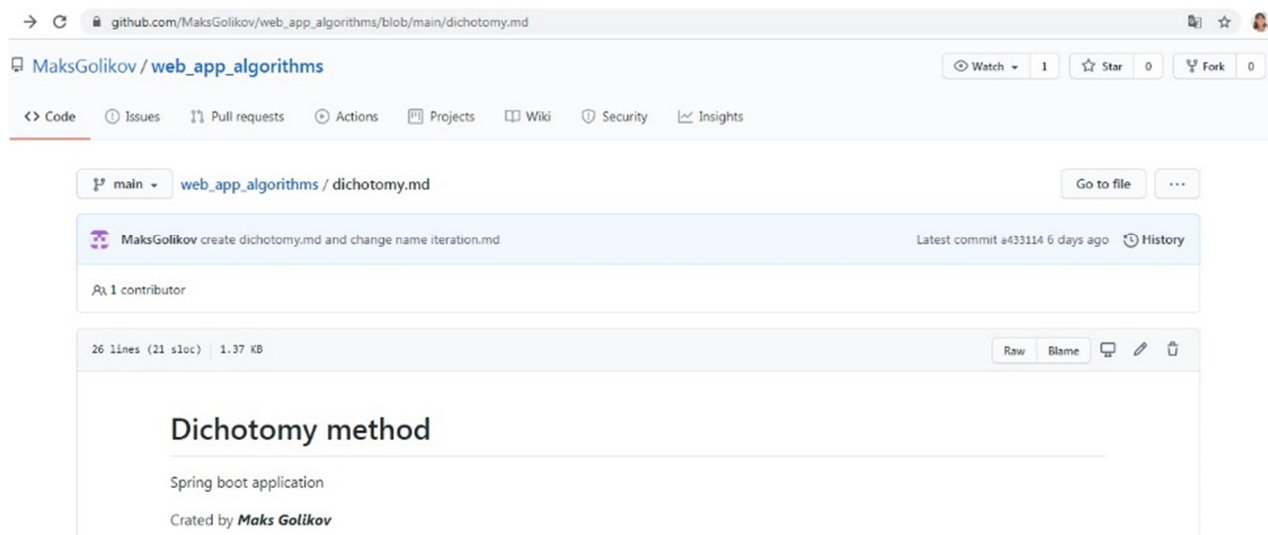 github.com/MaksGolikov/web_app_algorithms/blob/main/dichotomy.md
MaksGolikov / web_app_algorithms
Watch 1 Star 0 Fork 0
Code Issues Pull requests Actions Projects Wiki Security Insights
main web_app_algorithms / dichotomy.md Go to file ...
MaksGolikov create dichotomy.md and change name iteration.md Latest commit a433114 6 days ago History
1 contributor
26 lines (21 sloc) 1.37 KB Raw Blame
Dichotomy method
Spring boot application
Crated by Maks Golikov